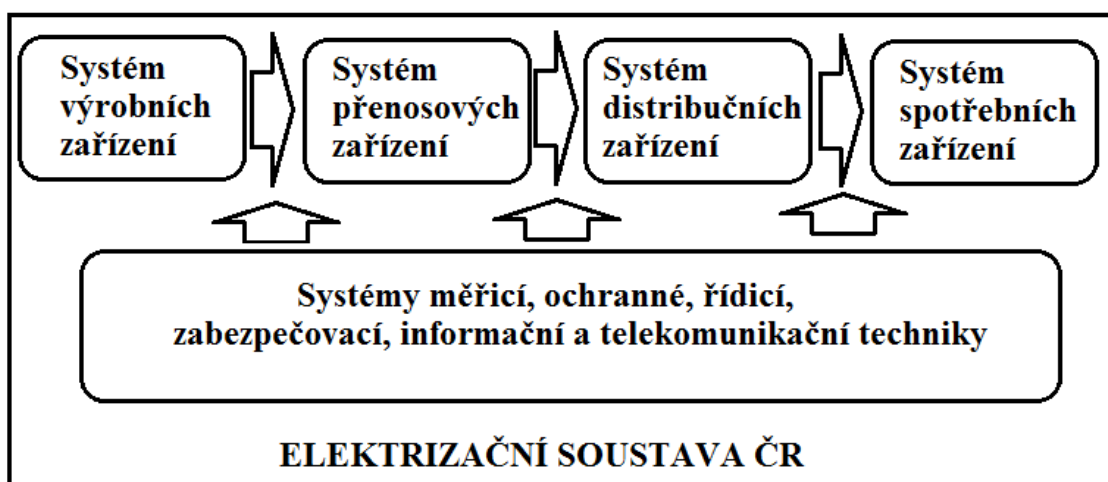 Systém
výrobních
zařízení
Systém
přenosových
zařízení
Systém
distribučních
zařízení
Systém
spotřebních
zařízení
Systémy měřicí, ochranné, řídicí,
zabezpečovací, informační a telekomunikační techniky
ELEKTRIZAČNÍ SOUSTAVA ČR